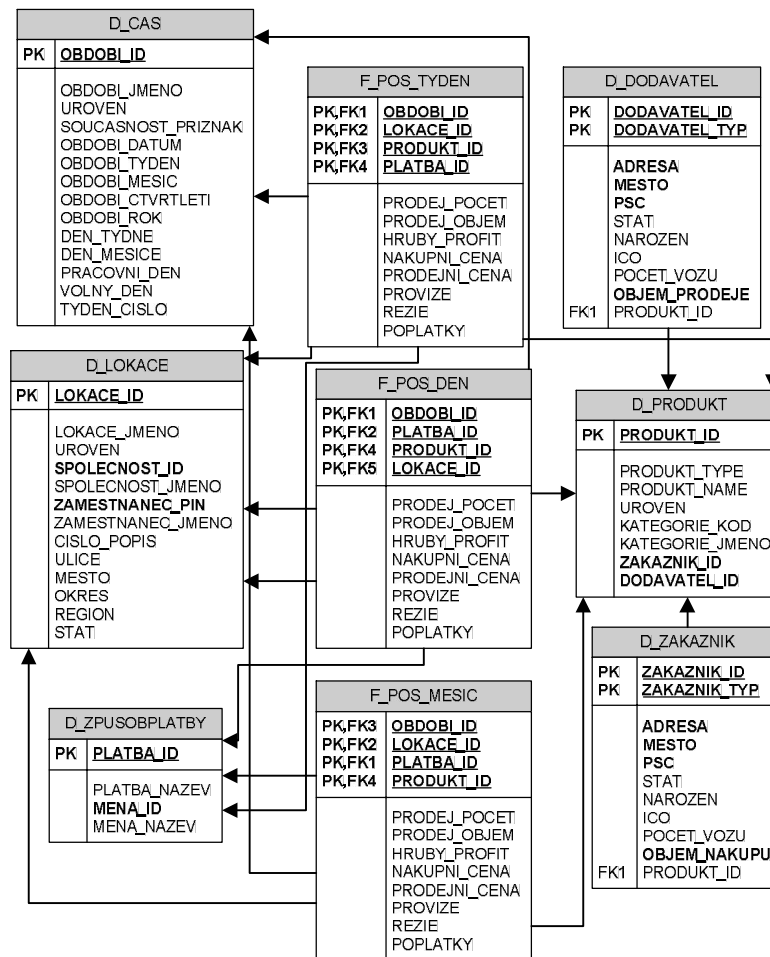 D_CAS
PK OBDOBI_ID
OBDOBI_JMENO
UROVEN
SOUCASNOST_PRIZNAK
OBDOBI_DATUM
OBDOBI_TYDEN
OBDOBI_MESIC
OBDOBI_CTVRTLETI
OBDOBI_ROK
DEN_TYDNE
DEN_MESICE
PRACOVNI_DEN
VOLNY_DEN
TYDEN_CISLO
F_POS_TYDEN
PK,FK1 OBDOBI_ID
PK,FK2 LOKACE_ID
PK,FK3 PRODUKT_ID
PK,FK4 PLATBA_ID
PRODEJ_POCET
PRODEJ_OBJEM
HRUBY_PROFIT
NAKUPNI_CENA
PRODEJNI_CENA
PROVIZE
REZIE
POPLATKY
D_DODAVATEL
PK DODAVATEL_ID
PK DODAVATEL_TYP
ADRESA
MESTO
PSC
STAT
NAROZEN
ICO
POCET_VOZU
OBJEM_PRODEJE
FK1 PRODUKT_ID
D_LOKACE
PK LOKACE_ID
LOKACE_JMENO
UROVEN
SPOLECNOST_ID
SPOLECNOST_JMENO
ZAMESTNANEC_PIN
ZAMESTNANEC_JMENO
CISLO_POPIS
ULICE
MESTO
OKRES
REGION
STAT
F_POS_DEN
PK,FK1 OBDOBI_ID
PK,FK2 PLATBA_ID
PK,FK4 PRODUKT_ID
PK,FK5 LOKACE_ID
PRODEJ_POCET
PRODEJ_OBJEM
HRUBY_PROFIT
NAKUPNI_CENA
PRODEJNI_CENA
PROVIZE
REZIE
POPLATKY
D_PRODUKT
PK PRODUKT_ID
PRODUKT_TYPE
PRODUKT_NAME
UROVEN
KATEGORIE_KOD
KATEGORIE_JMENO
ZAKAZNIK_ID
DODAVATEL_ID
D_ZPUSOBPLATBY
PK PLATBA_ID
PLATBA_NAZEV
MENA_ID
MENA_NAZEV
F_POS_MESIC
PK,FK3 OBDOBI_ID
PK,FK2 LOKACE_ID
PK,FK1 PLATBA_ID
PK,FK4 PRODUKT_ID
PRODEJ_POCET
PRODEJ_OBJEM
HRUBY_PROFIT
NAKUPNI_CENA
PRODEJNI_CENA
PROVIZE
REZIE
POPLATKY
D_ZAKAZNIK
PK ZAKAZNIK_ID
PK ZAKAZNIK_TYP
ADRESA
MESTO
PSC
STAT
NAROZEN
ICO
POCET_VOZU
OBJEM_NAKUPU
FK1 PRODUKT_ID